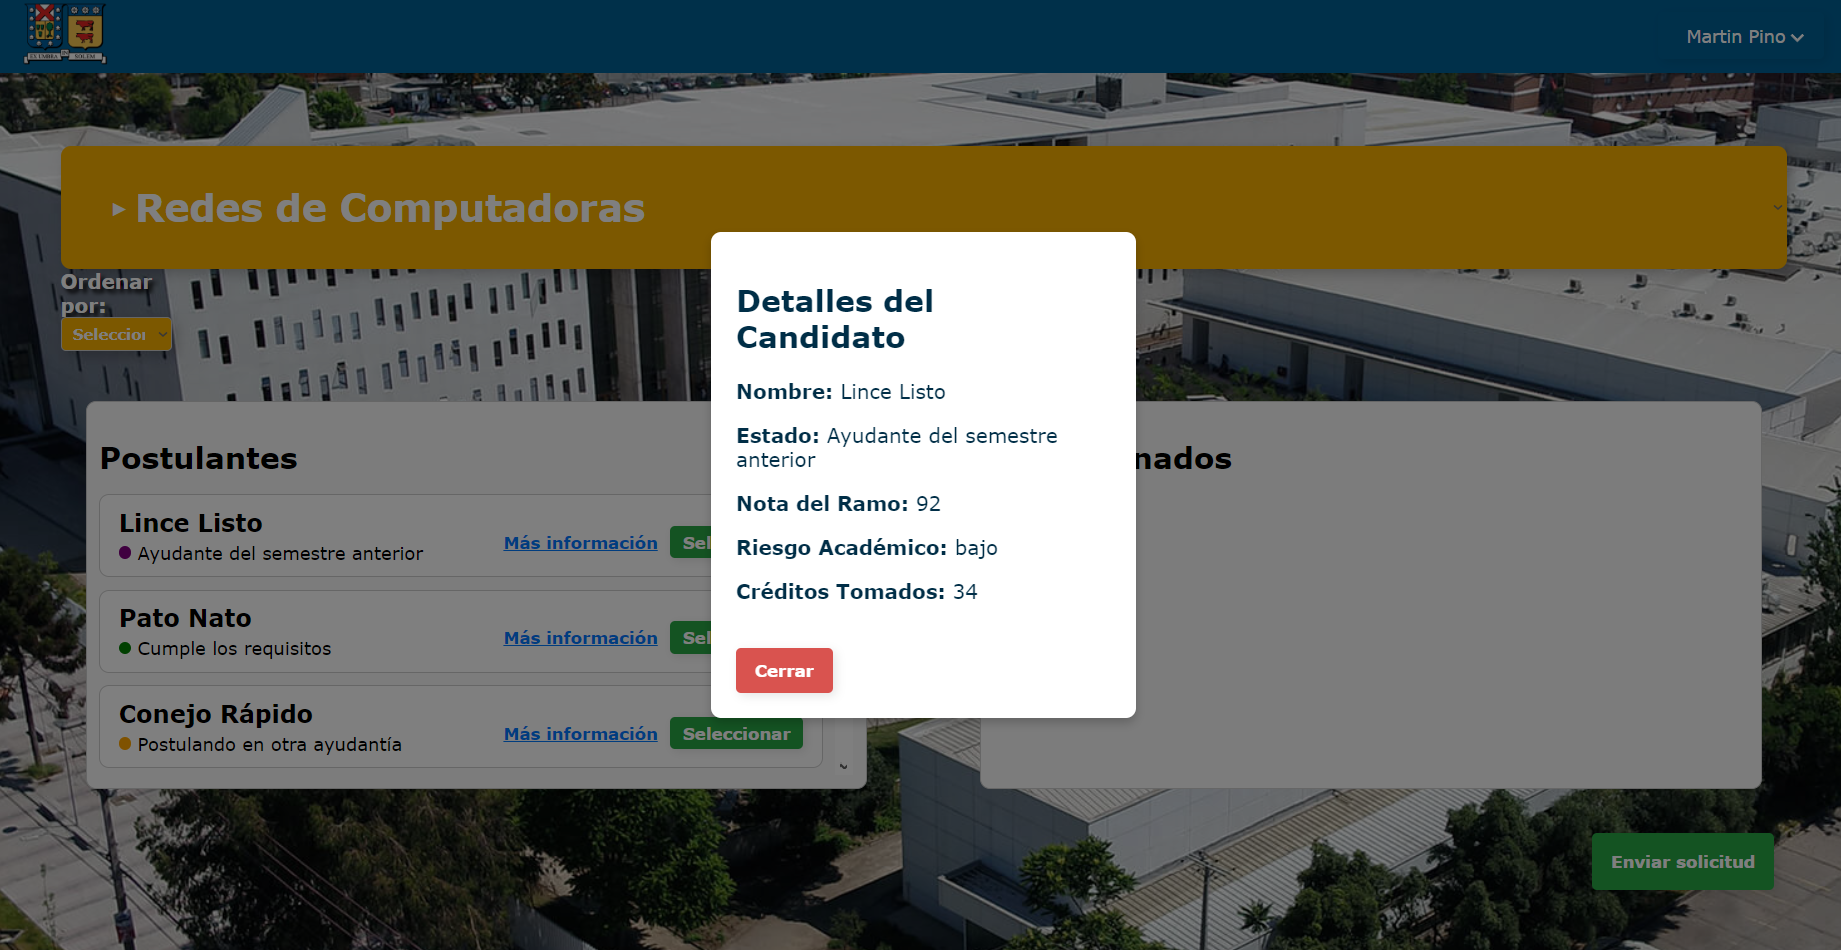 Martin Pino
Redes de Computadoras
Ordenar
por:
Seleccior
Detalles del
Candidato
Nombre: Lince Listo
Estado: Ayudante del semestre
anterior
Nota del Ramo: 92
Riesgo Académico: bajo
Créditos Tomados: 34
Cerrar
Postulantes
nados
Lince Listo
Ayudante del semestre anterior
Más información
Sel
Pato Nato
Cumple los requisitos
Más información
Sel
Conejo Rápido
Postulando en otra ayudantía
Más información
Seleccionar
Enviar solicitud